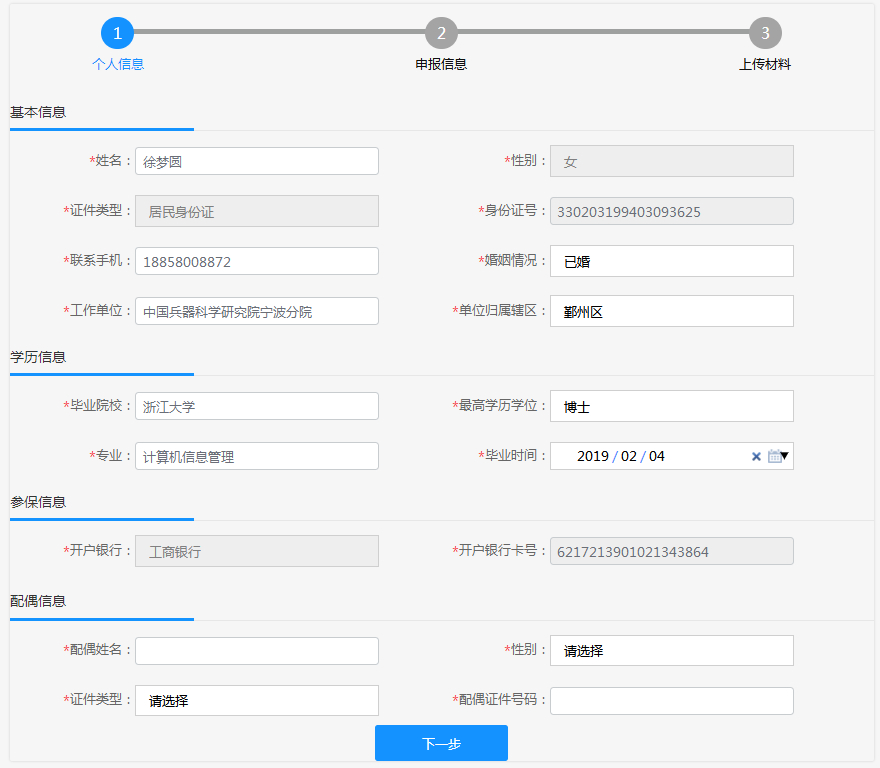 1 2 3
个人信息 申报信息 上传材料
基本信息
*姓名： 徐梦圆 *性别： 女
*证件类型： 居民身份证 *身份证号： 330203199403093625
*联系手机： 18858008872 *婚姻情况： 已婚
*工作单位： 中国兵器科学研究院宁波分院 *单位归属辖区： 鄞州区
学历信息
*毕业院校： 浙江大学 *最高学历学位： 博士
*专业： 计算机信息管理 *毕业时间： 2019/02/04
参保信息
*开户银行： 工商银行 *开户银行卡号： 6217213901021343864
配偶信息
*配偶姓名： *性别： 请选择
*证件类型： 请选择 *配偶证件号码：
下一步